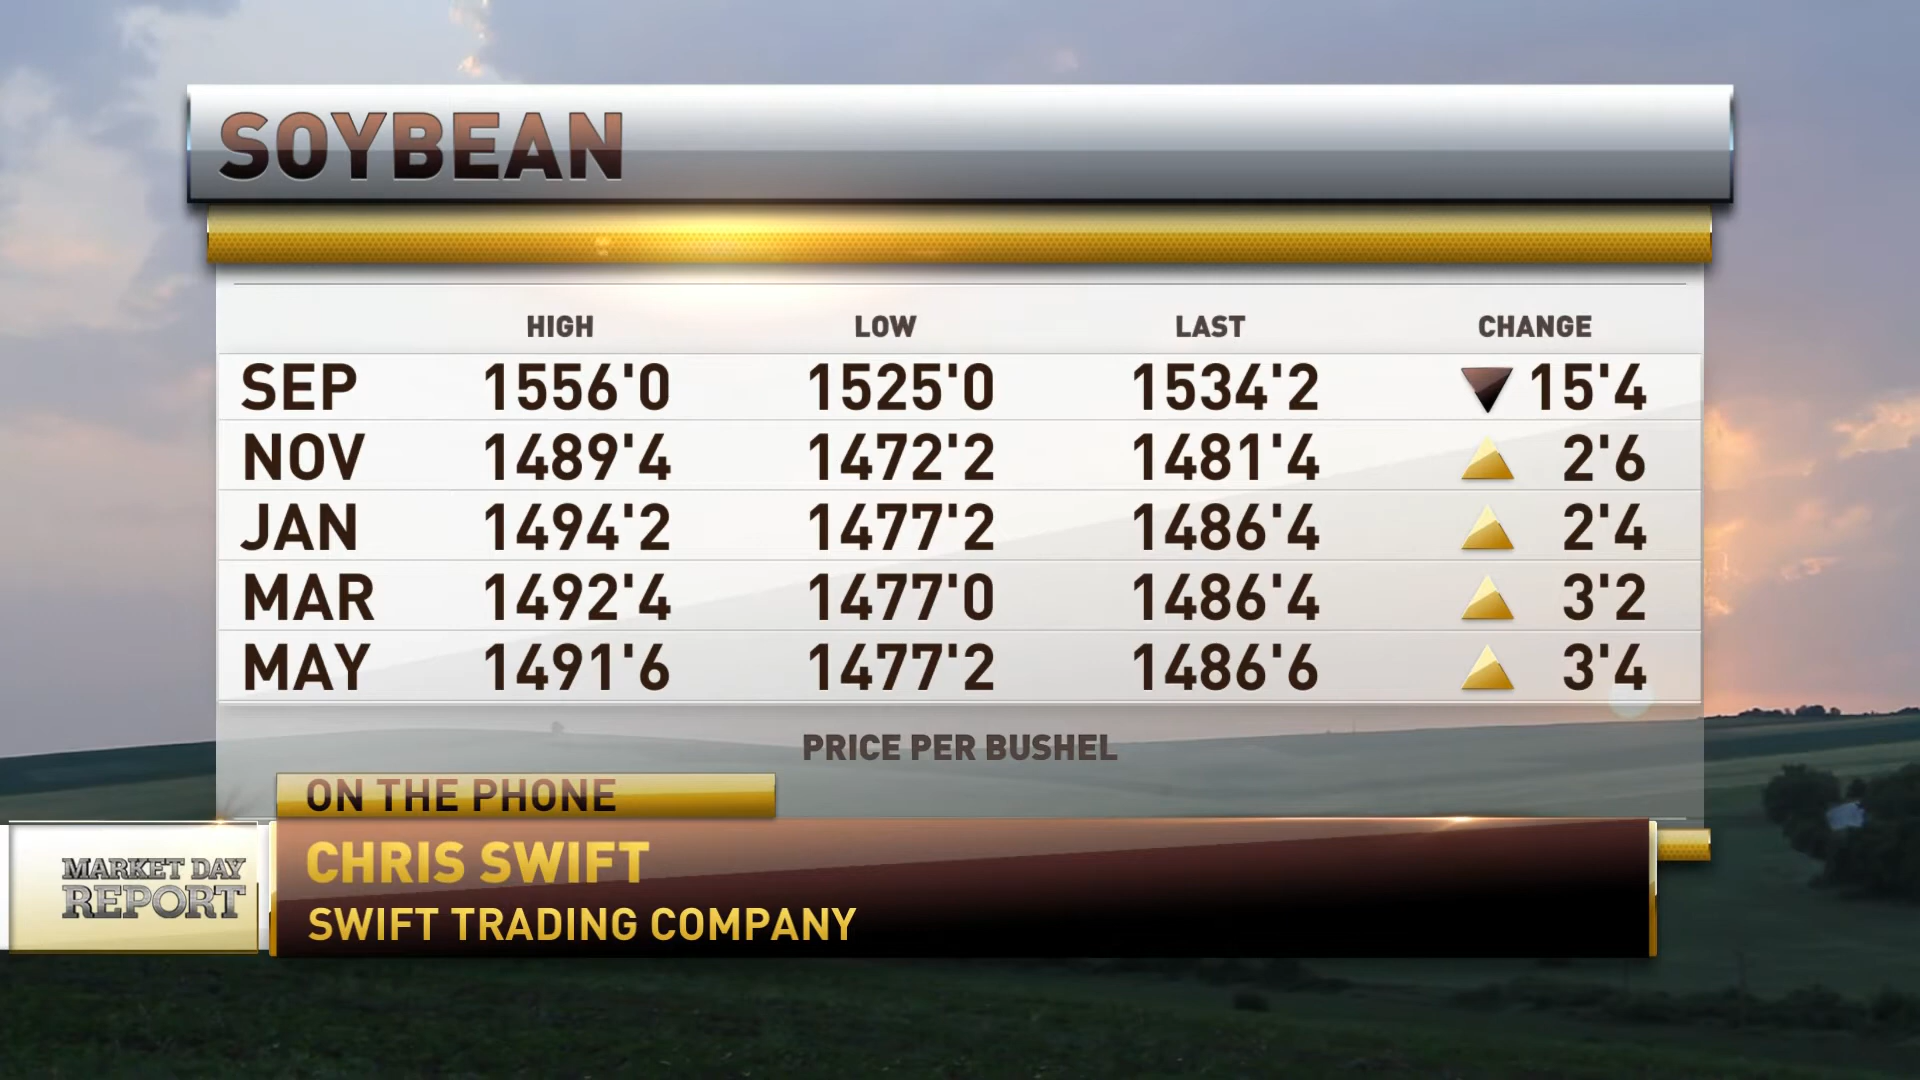 SOYBEAN
HIGH LOW LAST CHANGE
SEP 1556'0 1525'0 1534'2 15'4
NOV 1489'4 1472'2 1481'4 2'6
JAN 1494'2 1477'2 1486'4 2'4
MAR 1492'4 1477'0 1486'4 3'2
MAY 1491'6 1477'2 1486'6 3'4
PRICE PER BUSHEL
ON THE PHONE
CHRIS SWIFT
SWIFT TRADING COMPANY
MARKET DAY
REPORT